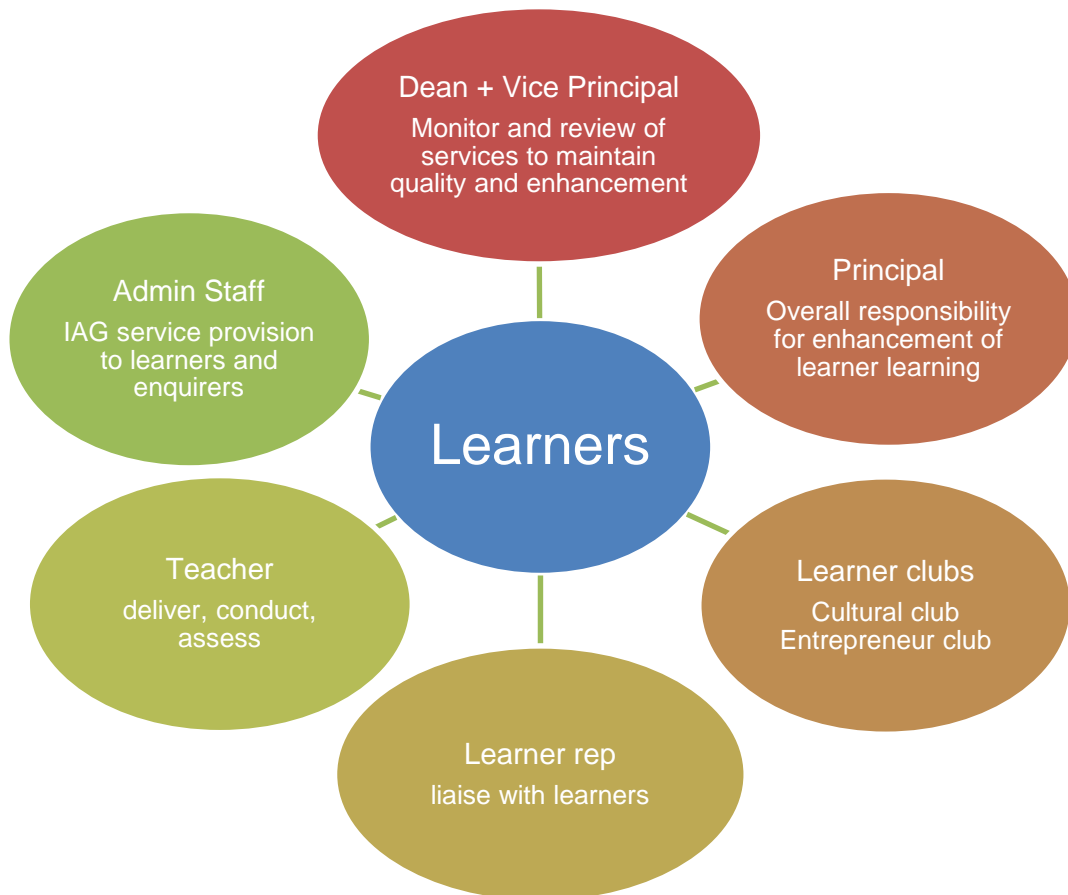 Dean + Vice Principal
Monitor and review of
services to maintain
quality and enhancement
Principal
Overall responsibility
for enhancement of
learner learning
Learner clubs
Cultural club
Entrepreneur club
Learner rep
liaise with learners
Teacher
deliver, conduct,
assess
Admin Staff
IAG service provision
to learners and
enquirers
Learners